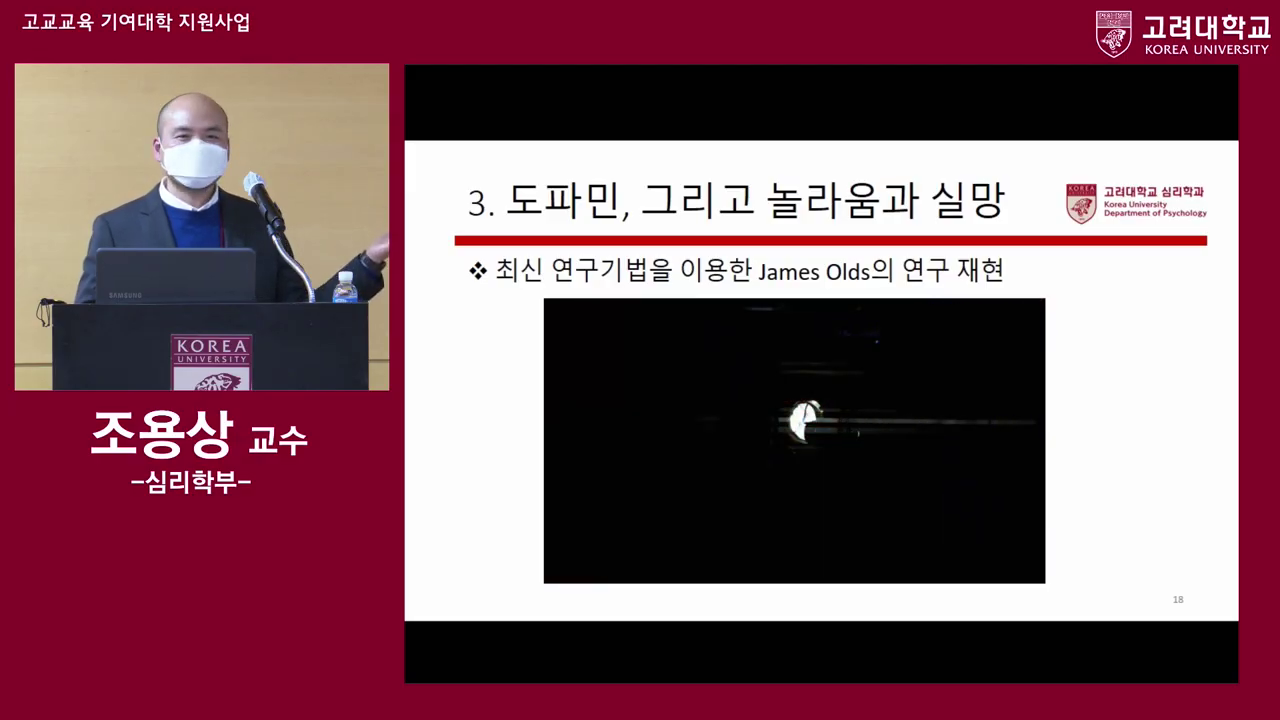 고교교육 기여대학 지원사업
고려대학교
KOREA UNIVERSITY
SAMSUNG
KOREA
UNIVERSITY
조용상 교수
-심리학부-
3. 도파민, 그리고 놀라움과 실망
KOREA
고려대학교 심리학과
Korea University
Department of Psychology
❖ 최신 연구기법을 이용한 James Olds의 연구 재현
18